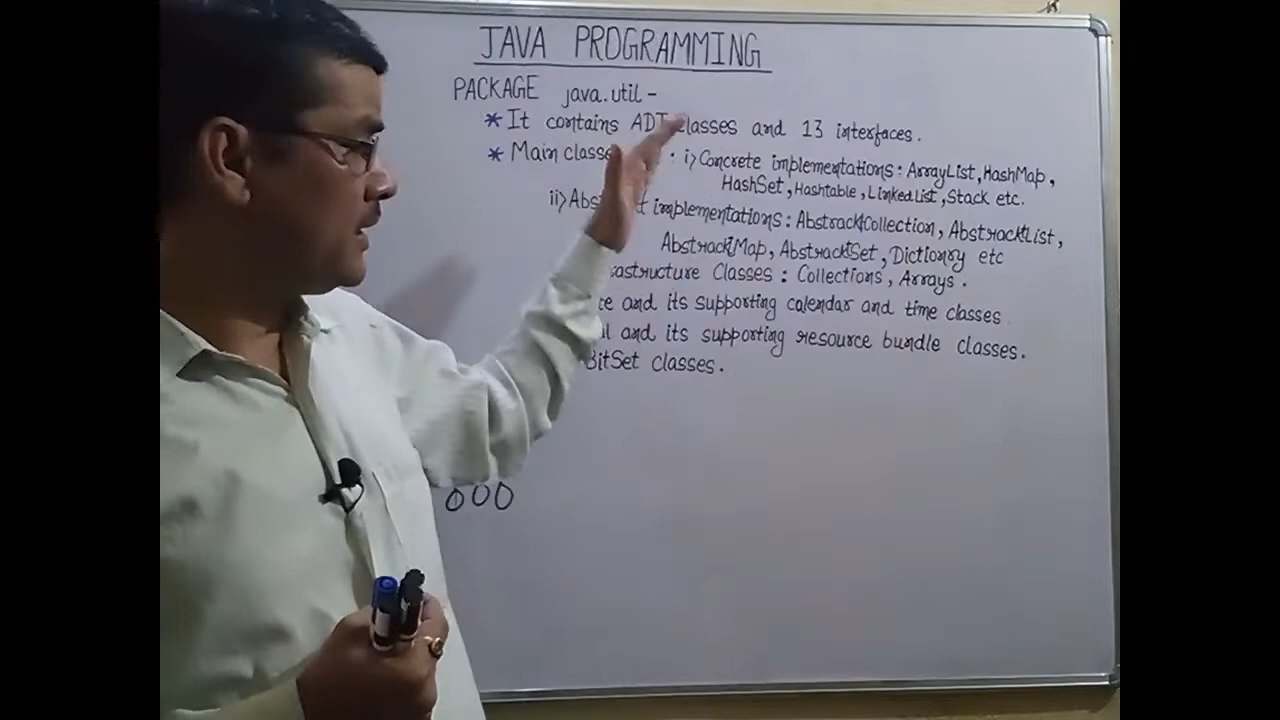 JAVA PROGRAMMING
PACKAGE java.util -
* It contains ADT classes and 13 interfaces.
* Main classes : i> Concrete implementations : ArrayList, HashMap,
HashSet, Hashtable, LinkedList, Stack etc.
ii> implementations : AbstractCollection, AbstractList,
AbstractMap, AbstractSet, Dictionary etc
Classes : Collections, Arrays.
and its supporting calendar and time classes
and its supporting resource bundle classes.
BitSet Classes.
000